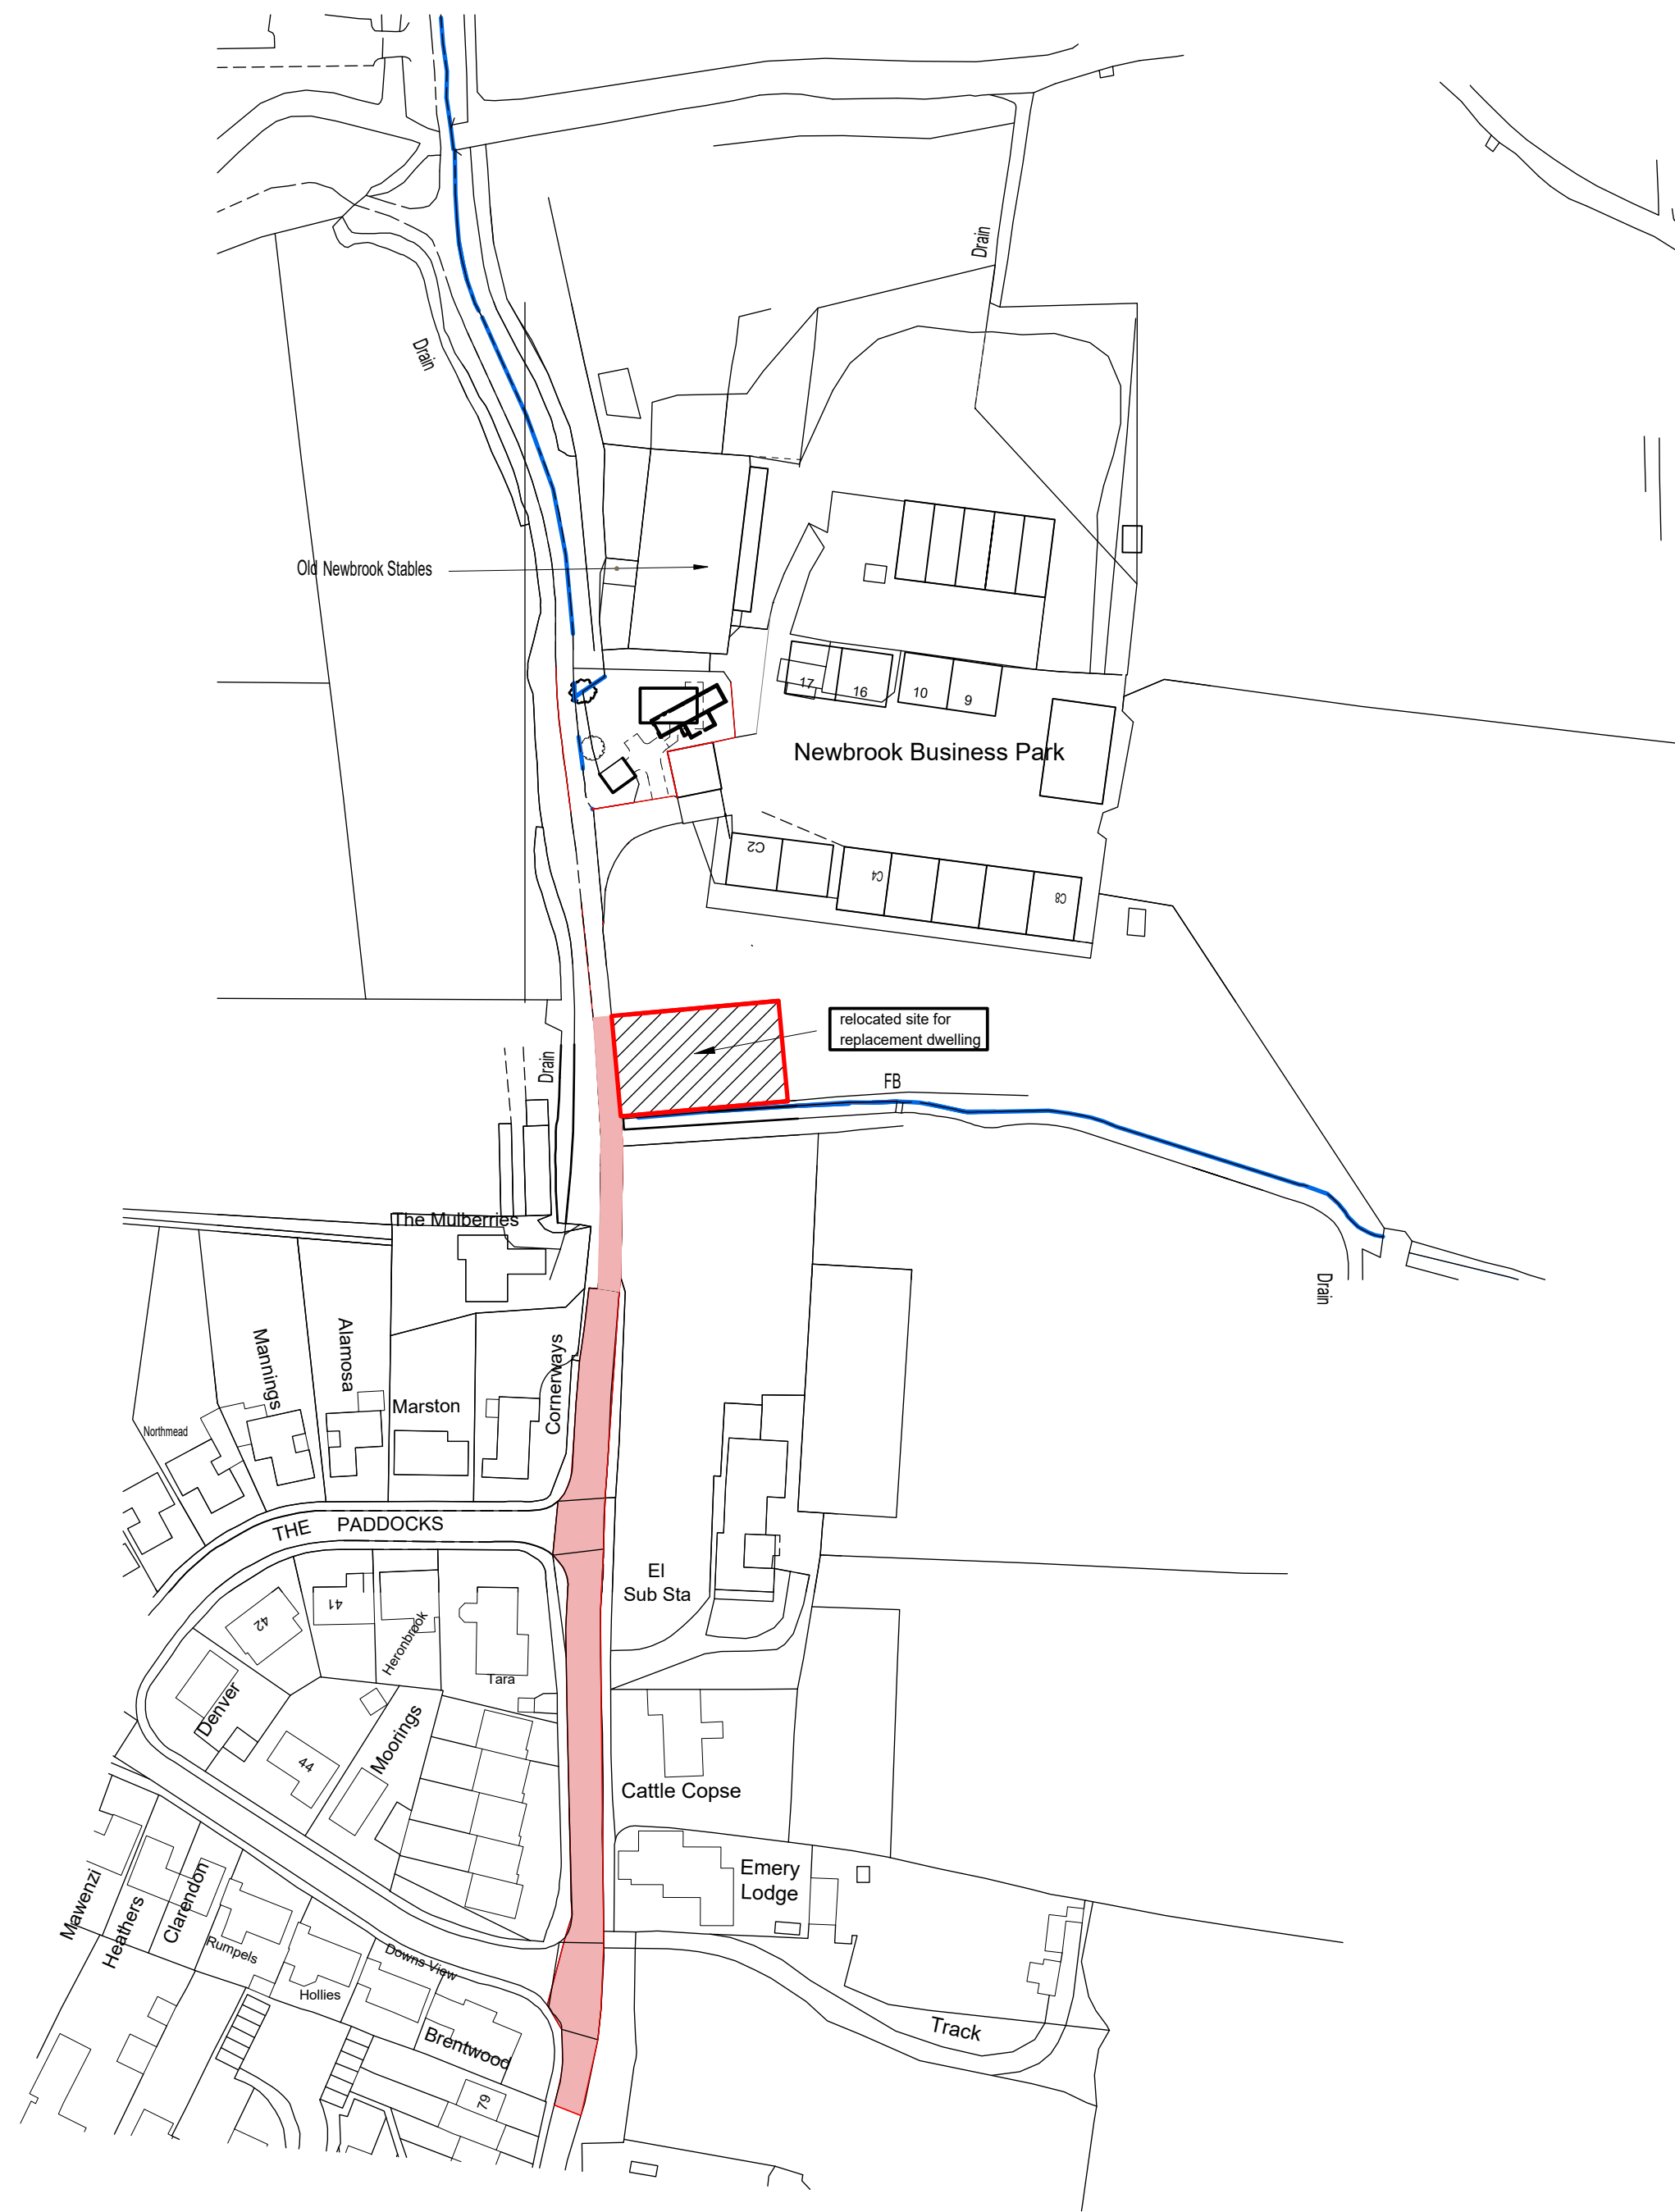 Drain
Drain
Old Newbrook Stables
17
16
10
9
Newbrook Business Park
C2
C4
C8
relocated site for
replacement dwelling
FB
Drain
The Mulberries
Drain
Mannings
Alamosa
Cornerways
Marston
Northmead
THE PADDOCKS
El
Sub Sta
42
41
Heronbrook
Tara
Denver
Moorings
44
Cattle Copse
Emery
Lodge
Mawenzi
Heathers
Clarendon
Rumpels
Downs View
Hollies
Brentwood
Track
79